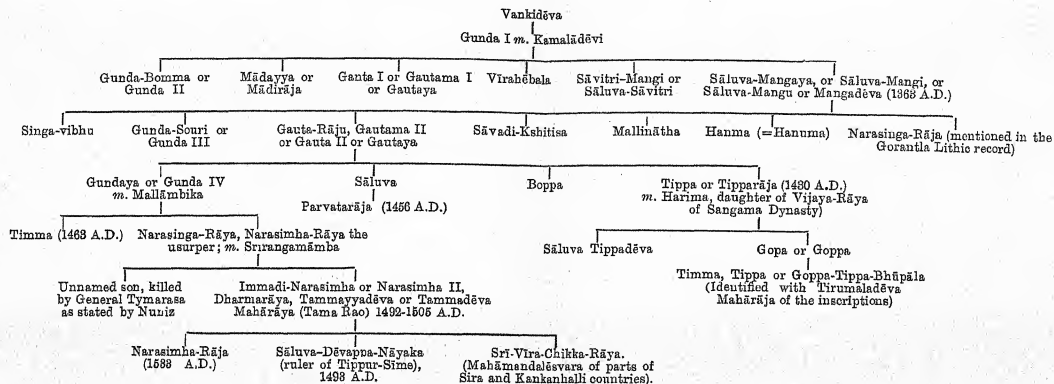 Vankidēva
Gunda I m. Kamalādēvi
Gunda-Bomma or
Gunda II
Mādayya or
Mādirāja
Ganta I or Gautama I
or Gautaya
Vīrahēbala
Sāvitri-Mangi or
Sāluva-Sāvitri
Sāluva-Mangaya, or Sāluva-Mangi, or
Sāluva-Mangu or Mangadēva (1363 A.D.)
Singa-vibhu
Gunda-Souri or
Gunda III
Gauta-Rāju, Gautama II
or Gauta II or Gautaya
Sāvadi-Kshitisa
Mallinātha
Hanma (=Hanuma)
Narasinga-Rāja (mentioned in the
Gorantla Lithic record)
Gundaya or Gunda IV
m. Mallāmbika
Sāluva
Boppa
Tippa or Tipparāja (1430 A.D.)
m. Harima, daughter of Vijaya-Rāya
of Sangama Dynasty)
Parvatarāja (1456 A.D.)
Timma (1463 A.D.)
Narasinga-Rāya, Narasimha-Rāya the
usurper; m. Srīrangamāmba
Sāluva Tippadēva
Gopa or Goppa
Unnamed son, killed
by General Tymarasa
as stated by Nuniz
Immadi-Narasimha or Narasimha II,
Dharmarāya, Tammayyadēva or Tammadēva
Mahārāya (Tama Rao) 1492-1505 A.D.
Timma, Tippa or Goppa-Tippa-Bhūpāla
(Identified with Tirumaladēva
Mahārāja of the inscriptions)
Narasimha-Rāja
(1533 A.D.)
Sāluva-Dēvappa-Nāyaka
(ruler of Tippur-Sīme),
1493 A.D.
Srī-Vīra-Chikka-Rāya.
(Mahāmandalēsvara of parts of
Sira and Kankanhalli countries).